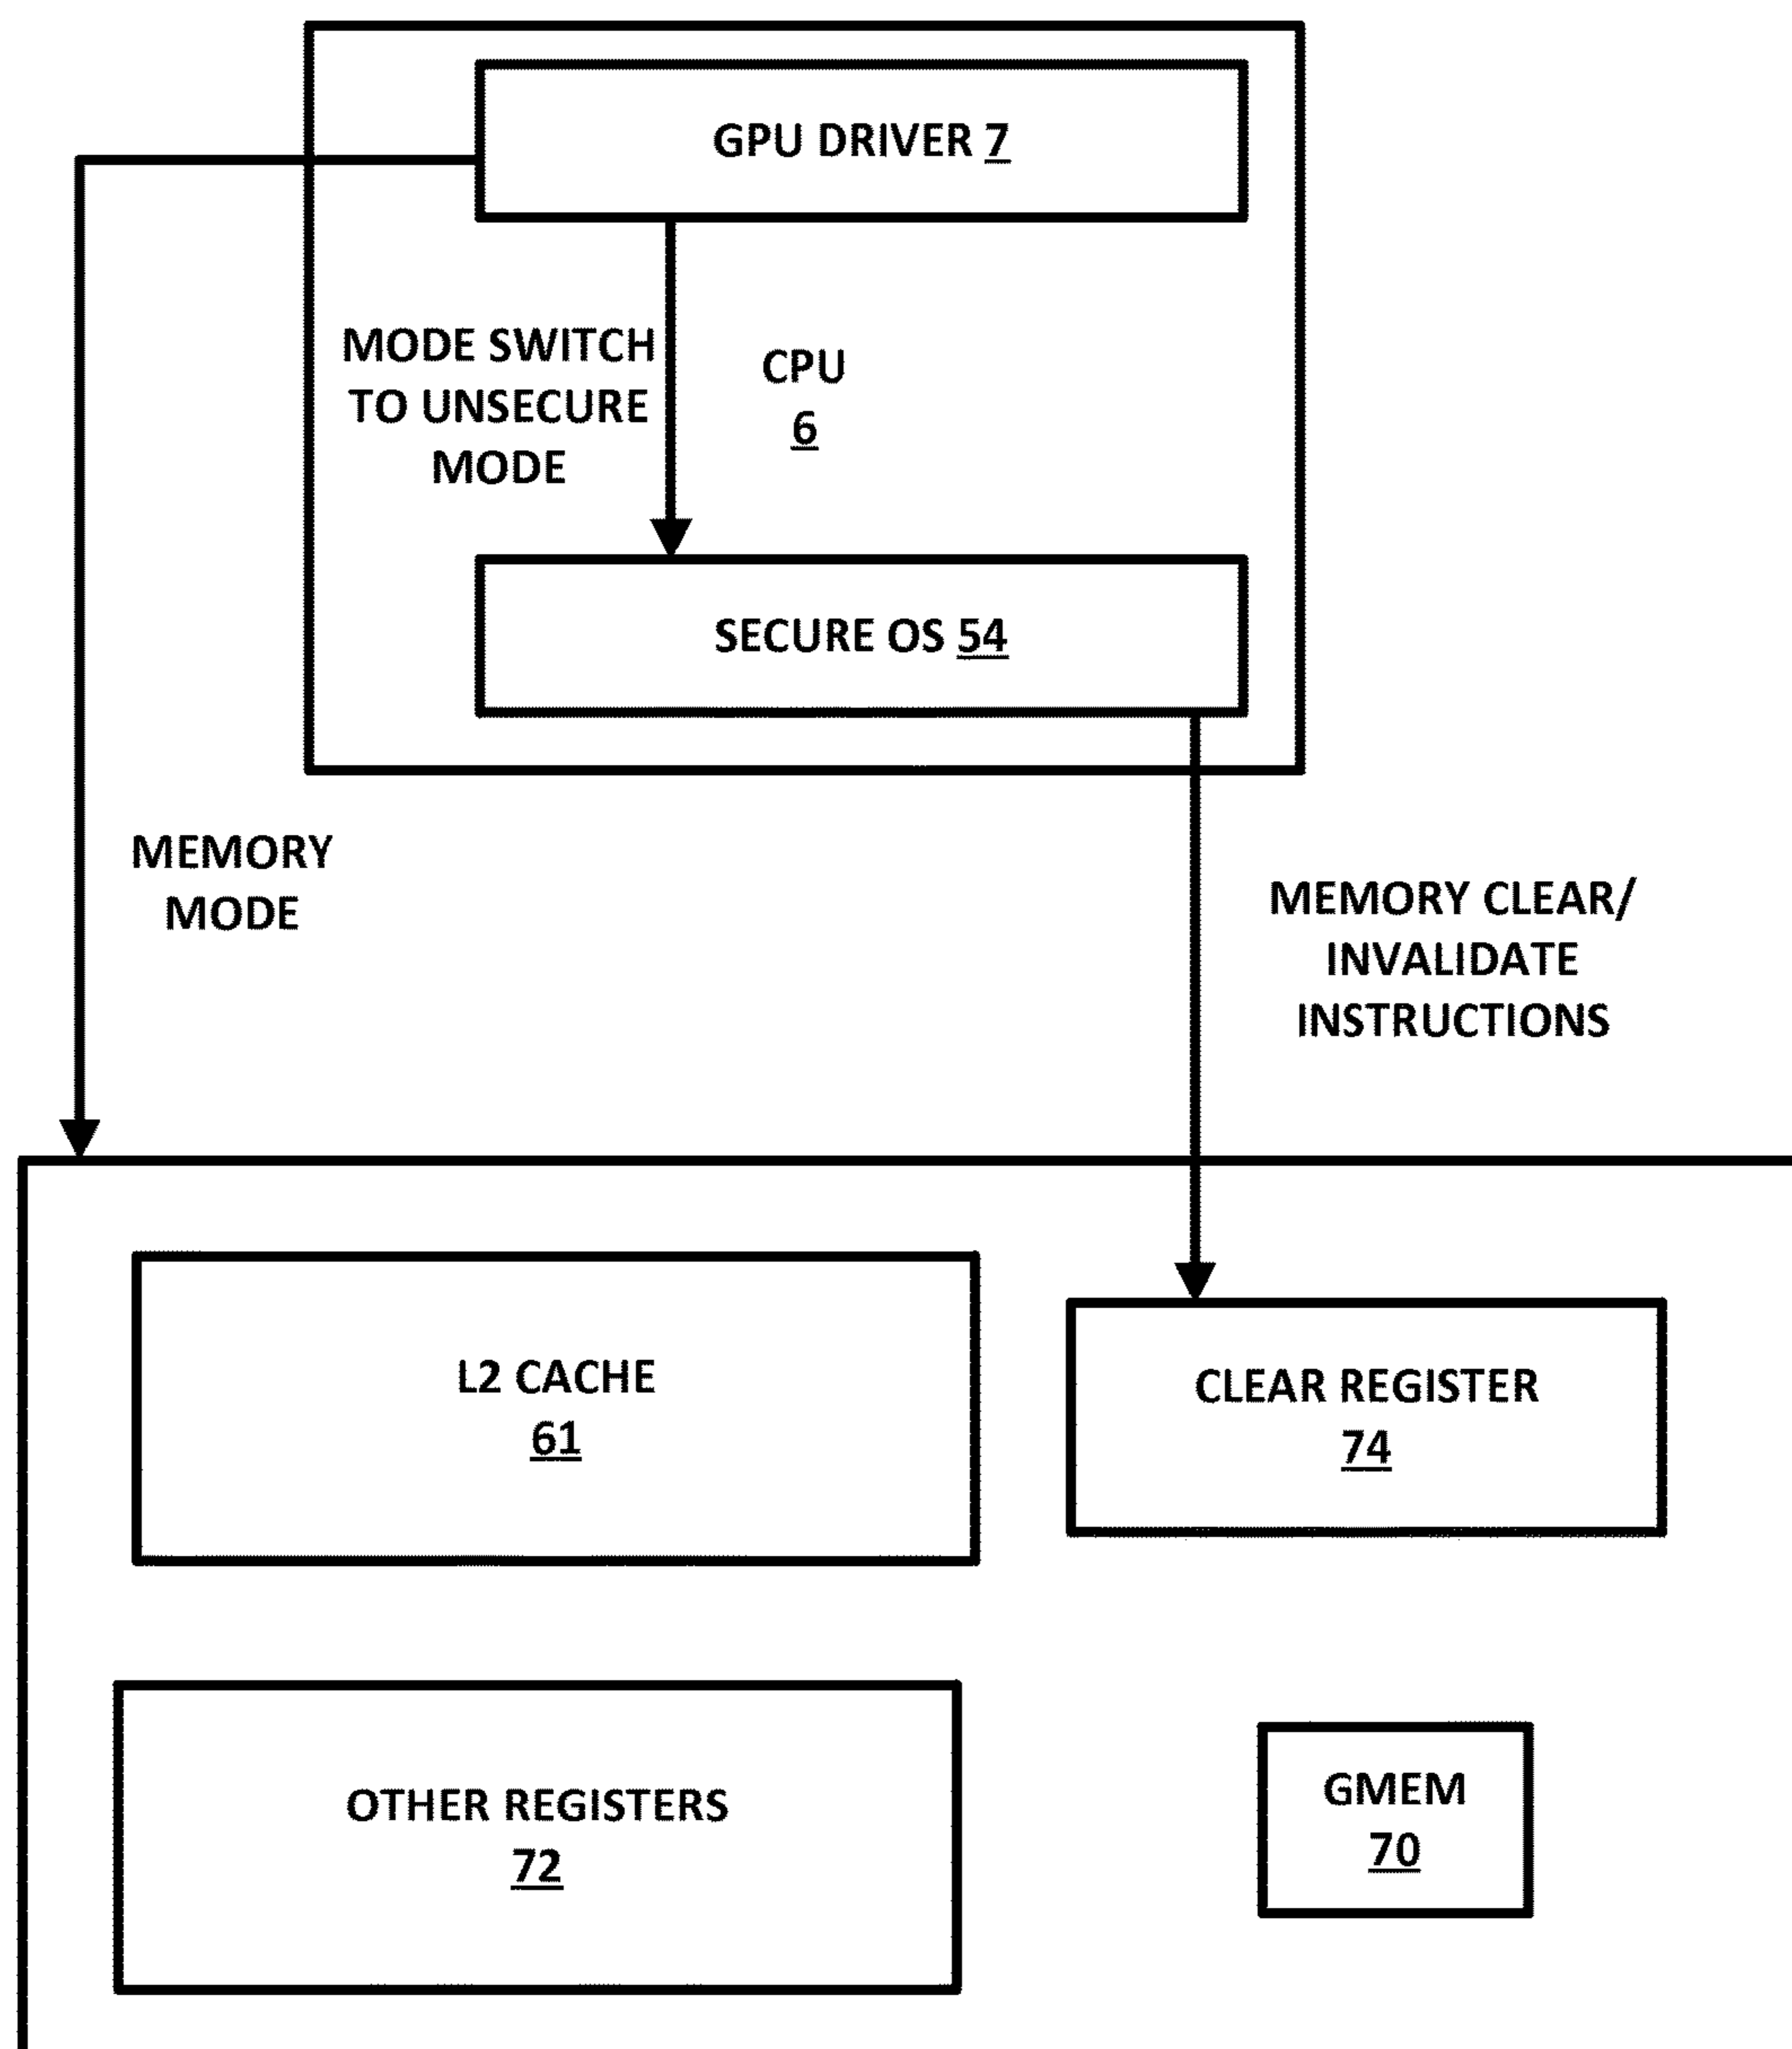 GPU DRIVER 7
MODE SWITCH
TO UNSECURE
MODE
CPU
6
SECURE OS 54
MEMORY
MODE
MEMORY CLEAR/
INVALIDATE
INSTRUCTIONS
L2 CACHE
61
CLEAR REGISTER
74
OTHER REGISTERS
72
GMEM
70